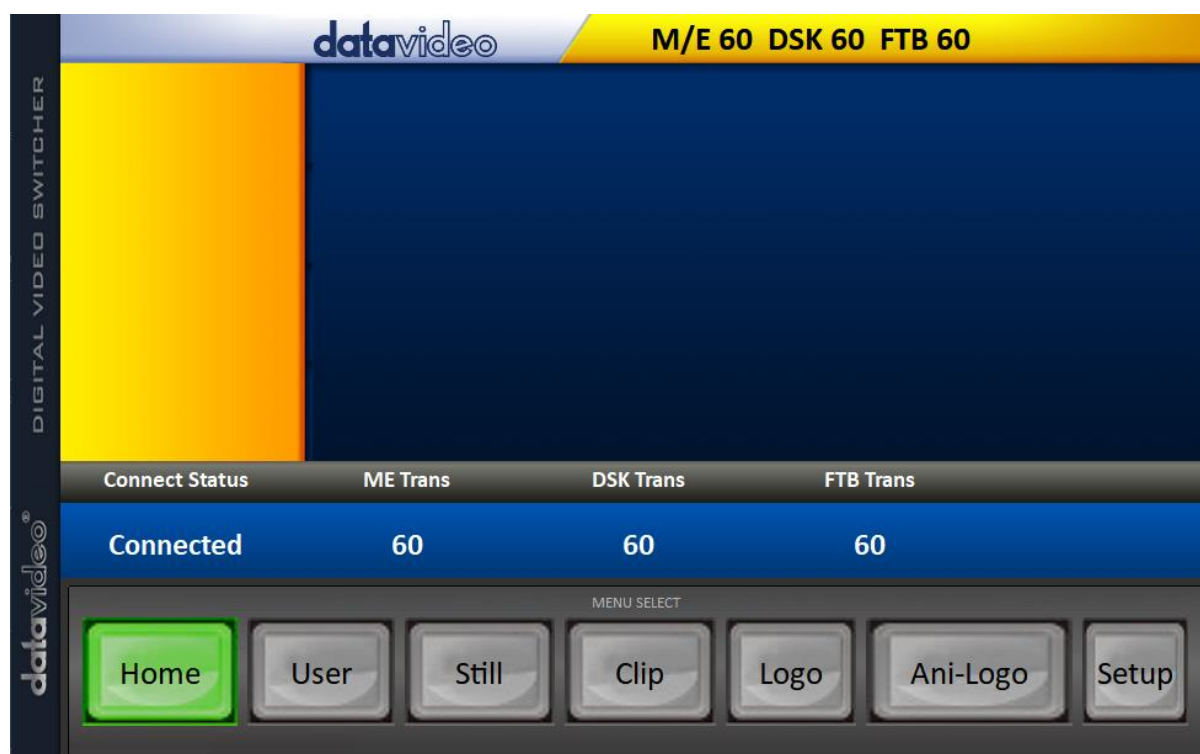 datavideo
M/E 60 DSK 60 FTB 60
DIGITAL VIDEO SWITCHER
datavideo®
Connect Status ME Trans DSK Trans FTB Trans
Connected 60 60 60
MENU SELECT
Home User Still Clip Logo Ani-Logo Setup